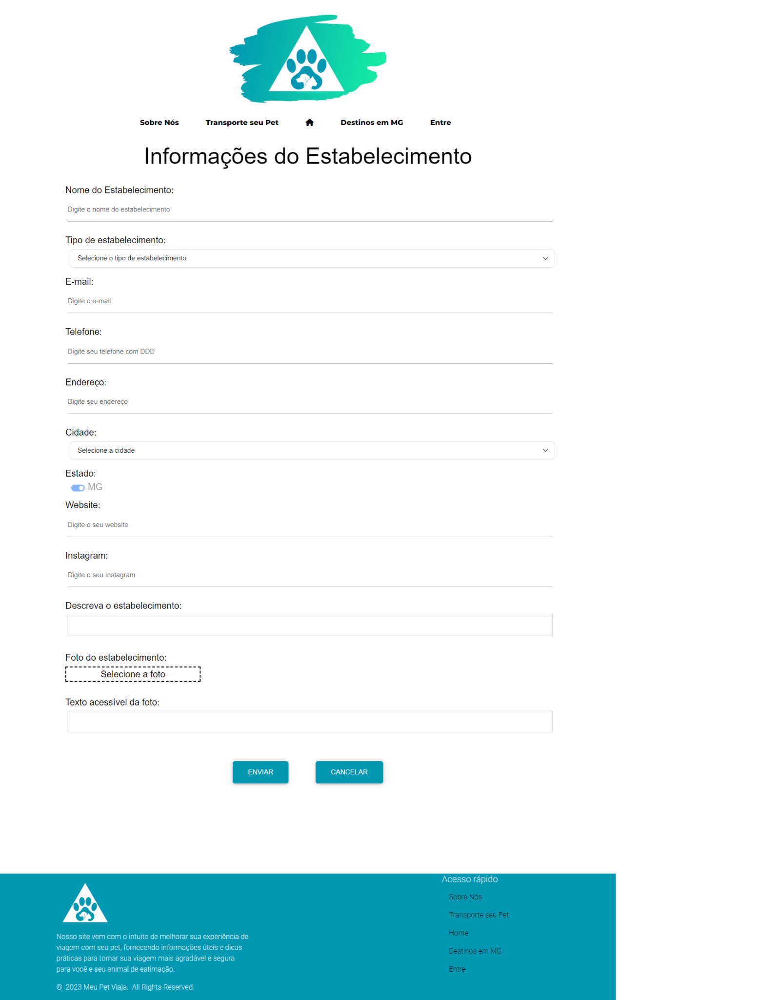 Sobre Nós
Transporte seu Pet
Destinos em MG
Entre
Informações do Estabelecimento
Nome do Estabelecimento:
Digite o nome do estabelecimento
Tipo de estabelecimento:
Selecione o tipo de estabelecimento
E-mail:
Digite o e-mail
Telefone:
Digite seu telefone com DDD
Endereço:
Digite seu endereço
Cidade:
Selecione a cidade
Estado:
MG
Website:
Digite o seu website
Instagram:
Digite o seu Instagram
Descreva o estabelecimento:
Foto do estabelecimento:
Selecione a foto
Texto acessível da foto:
ENVIAR
CANCELAR
Nosso site vem com o intuito de melhorar sua experiência de
viagem com seu pet, fornecendo informações úteis e dicas
práticas para tornar sua viagem mais agradável e segura
para você e seu animal de estimação.
© 2023 Meu Pet Viaja. All Rights Reserved.
Acesso rápido
Sobre Nós
Transporte seu Pet
Home
Destinos em MG
Entre